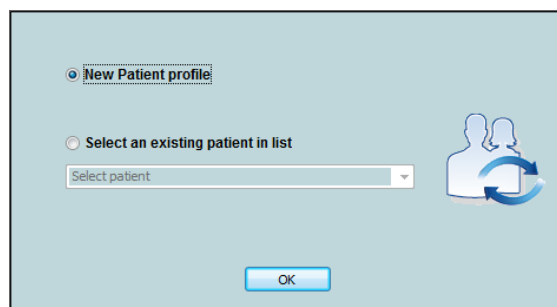 New Patient profile
Select an existing patient in list
Select patient
OK